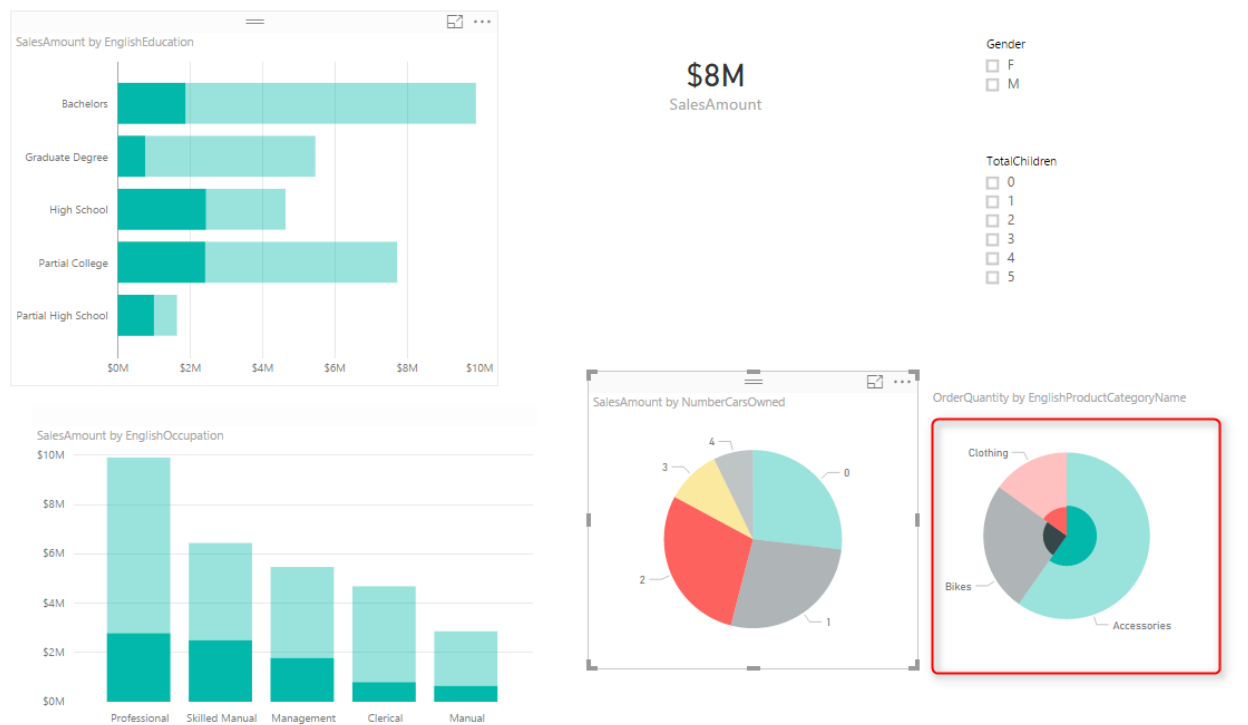 SalesAmount by EnglishEducation
Bachelors
Graduate Degree
High School
Partial College
Partial High School
$0M $2M $4M $6M $8M $10M
$8M
SalesAmount
Gender
F
M
TotalChildren
0
1
2
3
4
5
SalesAmount by EnglishOccupation
$10M
$8M
$6M
$4M
$2M
$0M
Professional Skilled Manual Management Clerical Manual
SalesAmount by NumberCarsOwned
4
3
0
2
1
OrderQuantity by EnglishProductCategoryName
Clothing
Bikes
Accessories